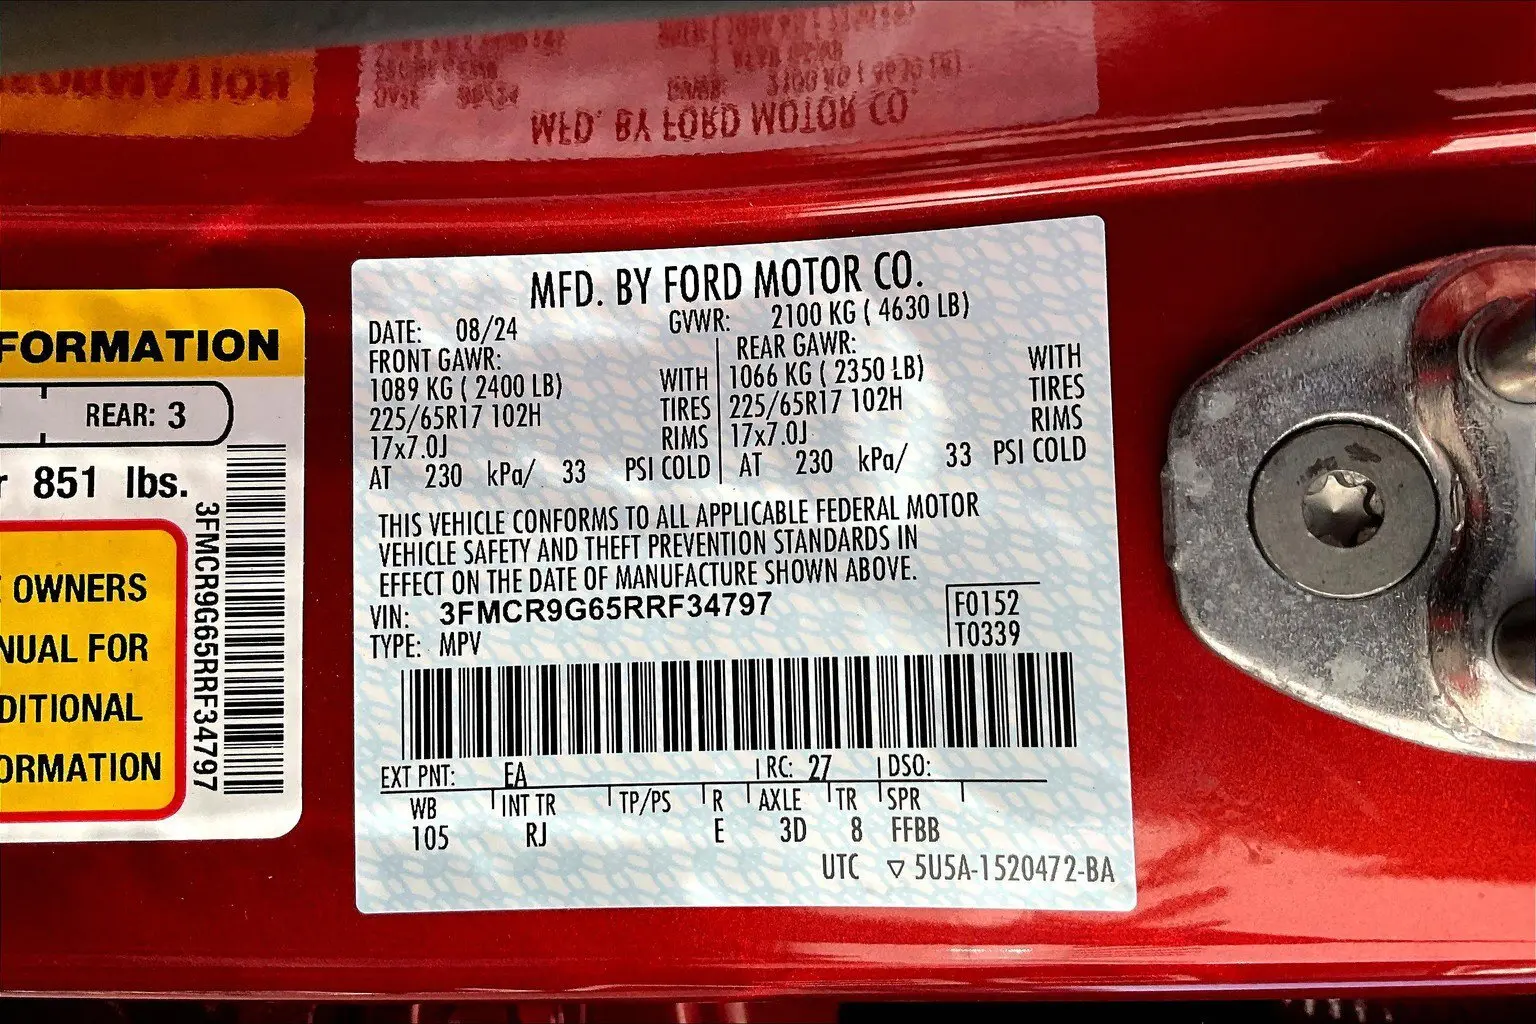 FORMATION
REAR: 3
851 lbs.
OWNERS
NUAL FOR
DITIONAL
ORMATION
3FMCR9G65RRF34797
MFD. BY FORD MOTOR CO.
DATE: 08/24 GVWR: 2100 KG ( 4630 LB)
FRONT GAWR: REAR GAWR:
1089 KG ( 2400 LB) WITH 1066 KG ( 2350 LB) WITH
225/65R17 102H TIRES 225/65R17 102H TIRES
17x7.0J RIMS 17x7.0J RIMS
AT 230 kPa/ 33 PSI COLD AT 230 kPa/ 33 PSI COLD
THIS VEHICLE CONFORMS TO ALL APPLICABLE FEDERAL MOTOR
VEHICLE SAFETY AND THEFT PREVENTION STANDARDS IN
EFFECT ON THE DATE OF MANUFACTURE SHOWN ABOVE.
VIN: 3FMCR9G65RRF34797 F0152
TYPE: MPV T0339
EXT PNT: EA RC: 27 DSO:
WB INT TR TP/PS R AXLE TR SPR
105 RJ E 3D 8 FFBB
UTC ▽ 5U5A-1520472-BA